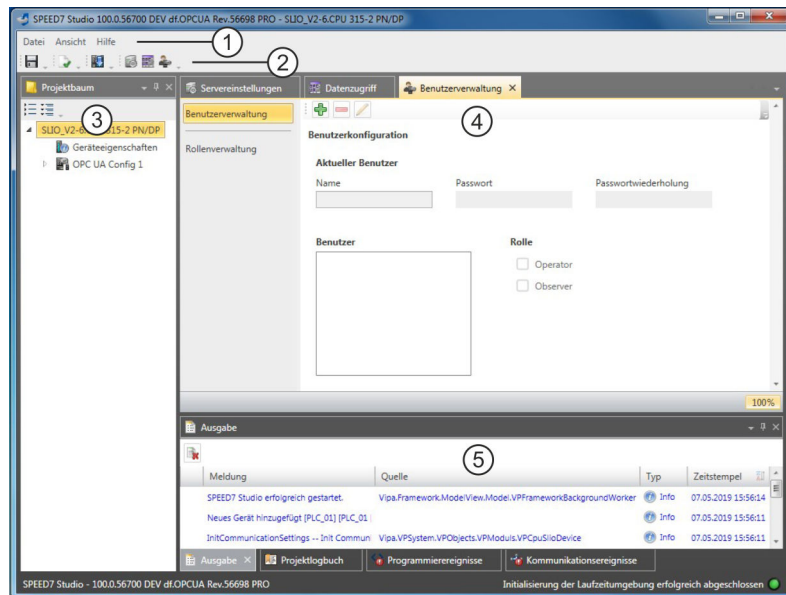 SPEED7 Studio 100.0.56700 DEV df.OPCUA Rev.56698 PRO - SLIO_V2-6.CPU 315-2 PN/DP
Datei Ansicht Hilfe
1
2
Projektbaum
Servereinstellungen Datenzugriff Benutzerverwaltung
3
SLIO_V2-6. 315-2 PN/DP
Geräteeigenschaften
OPC UA Config 1
Benutzerverwaltung
Rollenverwaltung
4
Benutzerkonfiguration
Aktueller Benutzer
Name Passwort Passwortwiederholung
Benutzer Rolle
Operator
Observer
100%
Ausgabe
5
Meldung Quelle Typ Zeitstempel
SPEED7 Studio erfolgreich gestartet. Vipa.Framework.ModelView.Model.VPFrameworkBackgroundWorker Info 07.05.2019 15:56:14
Neues Gerät hinzugefügt [PLC_01] [PLC_01 Info 07.05.2019 15:56:11
InitCommunicationSettings -- Init Commun Vipa.VPSystem.VPObjects.VPModuls.VPCpuSlioDevice Info 07.05.2019 15:56:11
Ausgabe Projektlogbuch Programmierereignisse Kommunikationsereignisse
SPEED7 Studio - 100.0.56700 DEV df.OPCUA Rev.56698 PRO Initialisierung der Laufzeitumgebung erfolgreich abgeschlossen